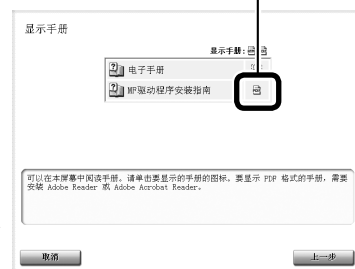 显示手册
显示手册:
电子手册
MF驱动程序安装指南
可以在本屏幕中阅读手册。请单击要显示的手册的图标。要显示 PDF 格式的手册，需要
安装 Adobe Reader 或 Adobe Acrobat Reader。
取消
上一步